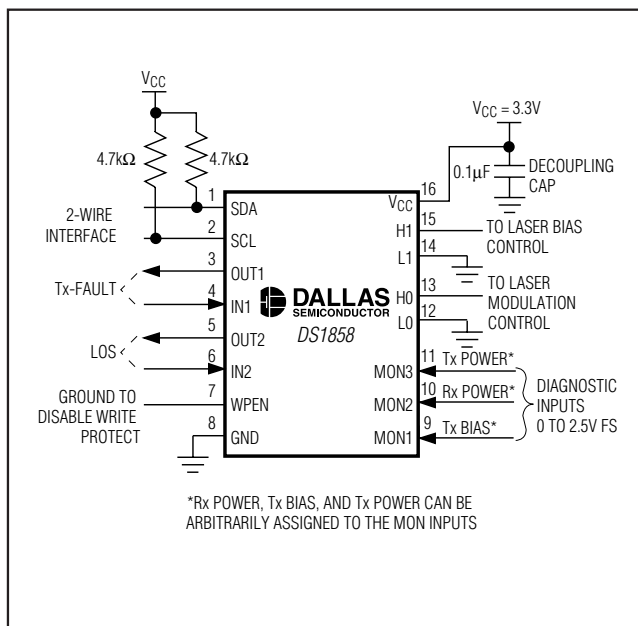 VCC
VCC = 3.3V
4.7kΩ
4.7kΩ
0.1µF
DECOUPLING
CAP
2-WIRE
INTERFACE
1
SDA
2
SCL
3
OUT1
Tx-FAULT
4
IN1
5
OUT2
LOS
6
IN2
GROUND TO
DISABLE WRITE
PROTECT
7
WPEN
8
GND
DALLAS
SEMICONDUCTOR
DS1858
16
VCC
15
H1
TO LASER BIAS
CONTROL
14
L1
13
H0
TO LASER
MODULATION
CONTROL
12
L0
11
MON3
Tx POWER*
10
MON2
Rx POWER*
9
MON1
Tx BIAS*
DIAGNOSTIC
INPUTS
0 TO 2.5V FS
*Rx POWER, Tx BIAS, AND Tx POWER CAN BE
ARBITRARILY ASSIGNED TO THE MON INPUTS